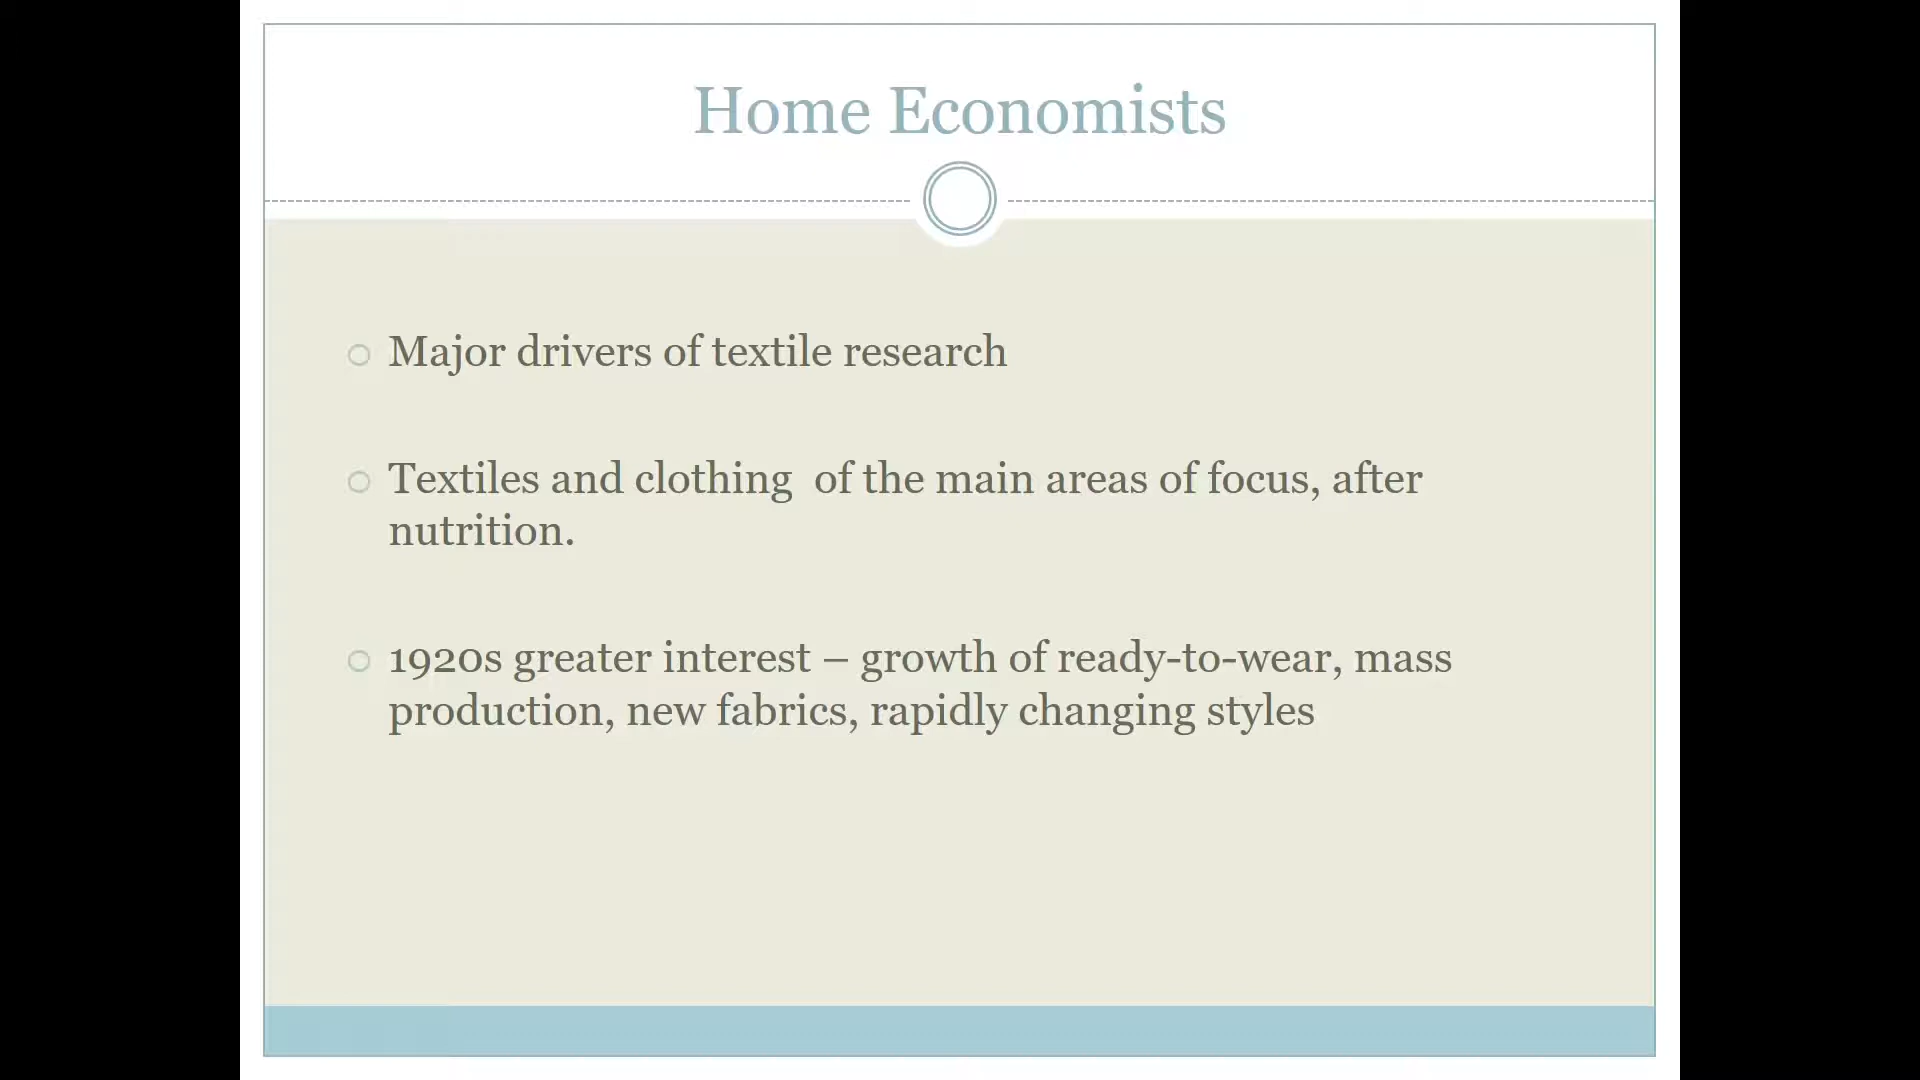 Home Economists
Major drivers of textile research
Textiles and clothing  of the main areas of focus, after
nutrition.
1920s greater interest – growth of ready-to-wear, mass
production, new fabrics, rapidly changing styles